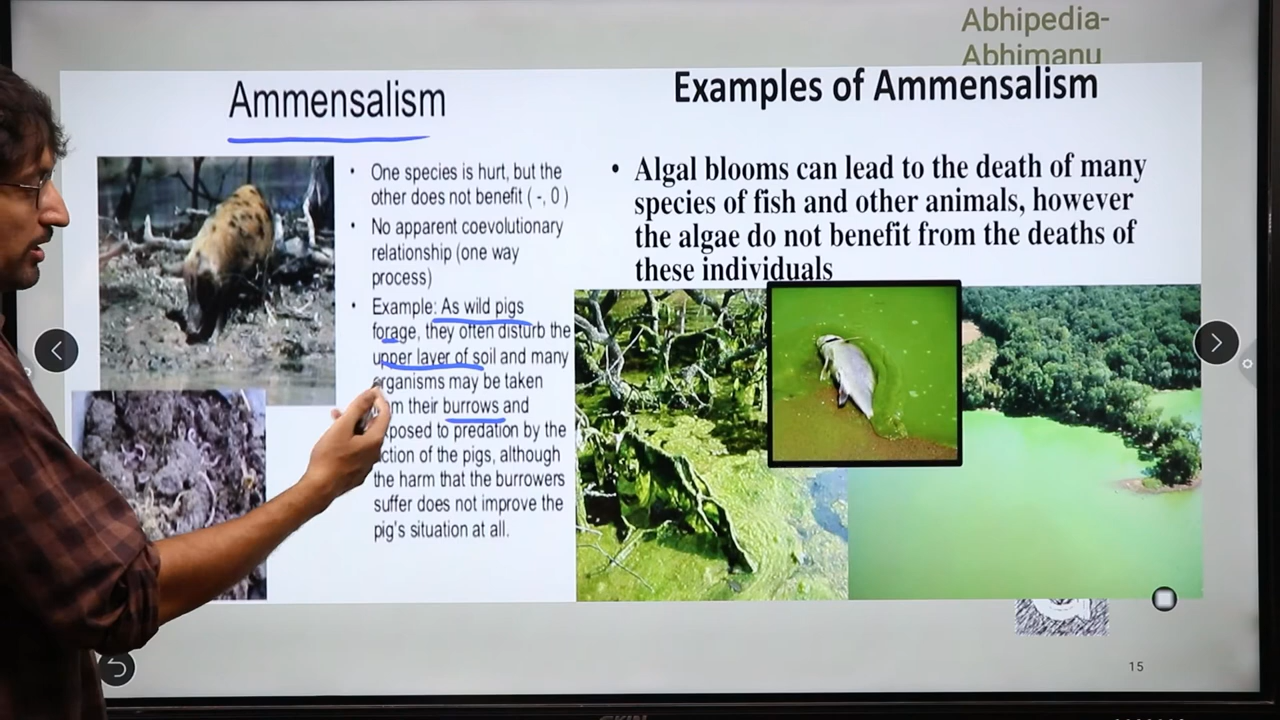 Abhipedia-
Abhimanu
Ammensalism
One species is hurt, but the
other does not benefit ( -, 0 )
No apparent coevolutionary
relationship (one way
process)
Example: As wild pigs
forage, they often disturb the
upper layer of soil and many
organisms may be taken
their burrows and
to predation by the
of the pigs, although
the harm that the burrowers
suffer does not improve the
pig's situation at all.
Examples of Ammensalism
Algal blooms can lead to the death of many
species of fish and other animals, however
the algae do not benefit from the deaths of
these individuals
15